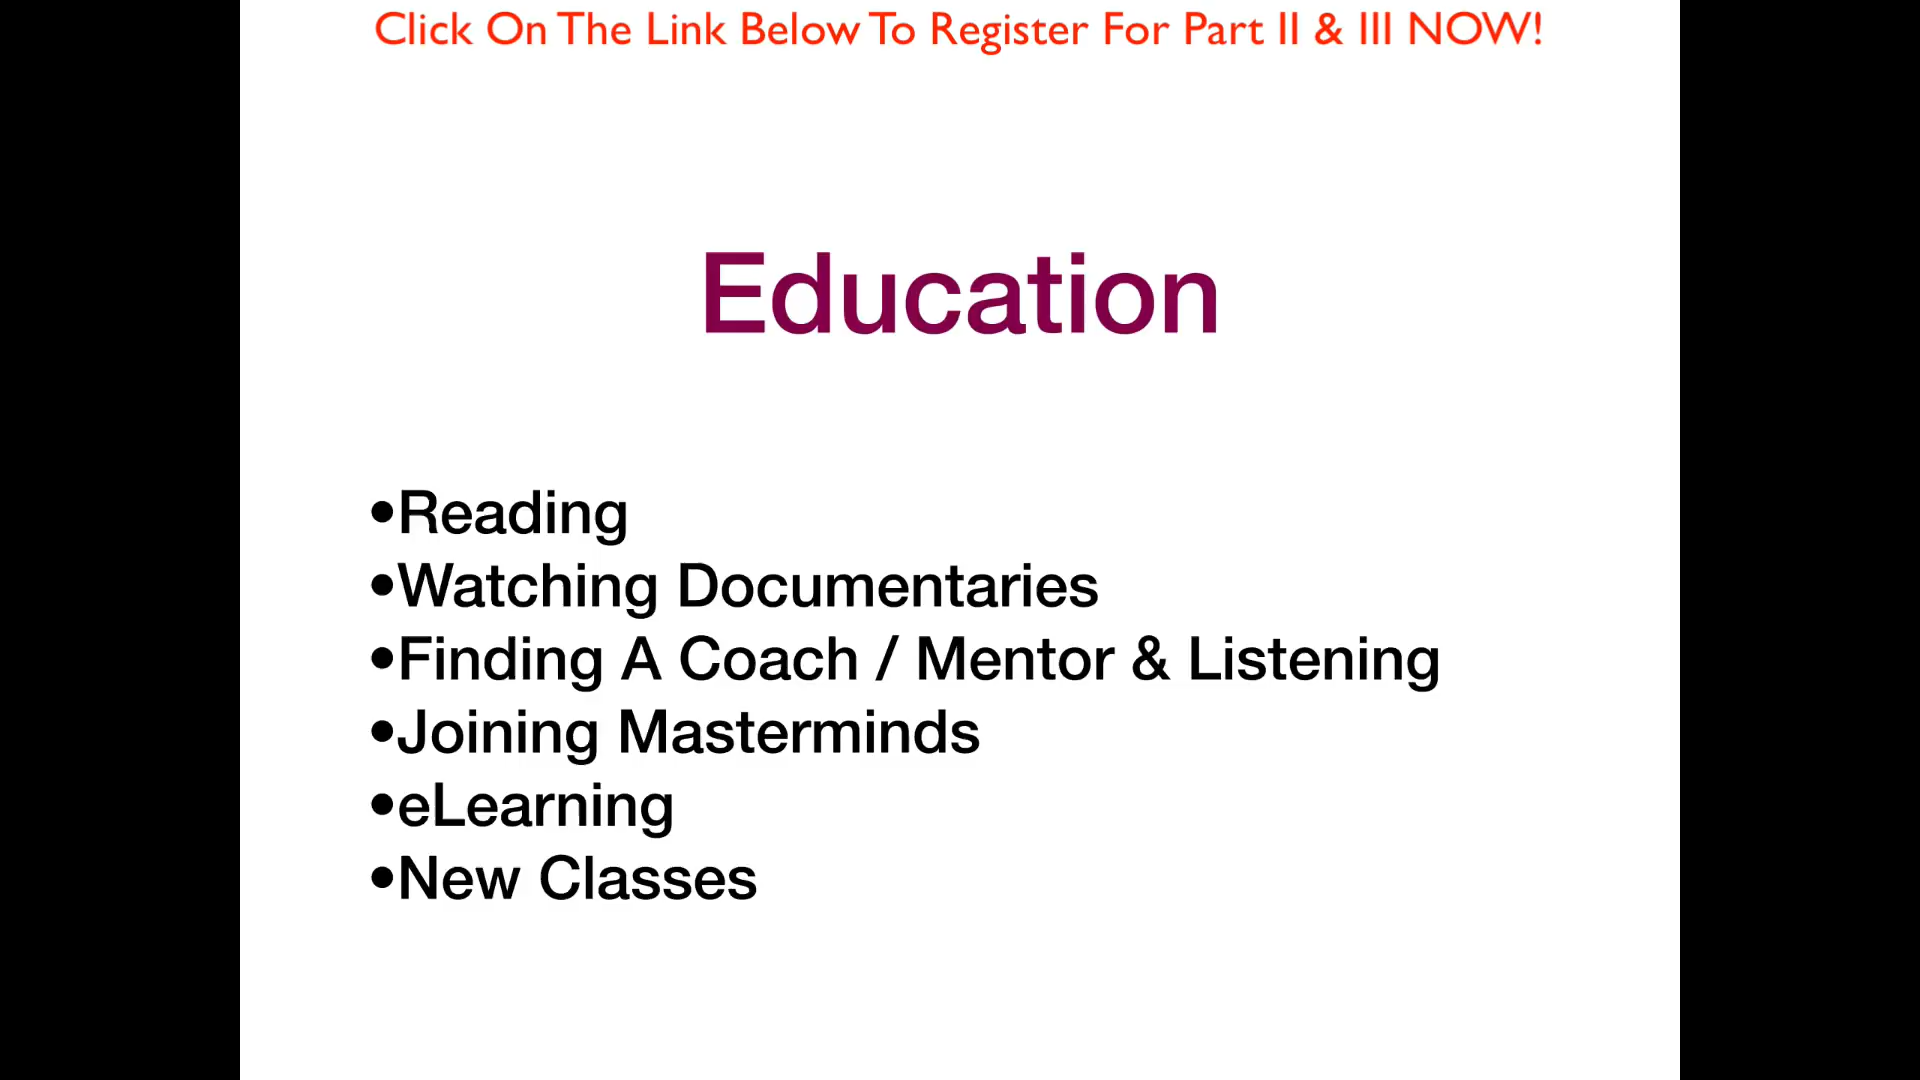 Click On The Link Below To Register For Part II & III NOW!
Education
•Reading
•Watching Documentaries
•Finding A Coach / Mentor & Listening
•Joining Masterminds
•eLearning
•New Classes